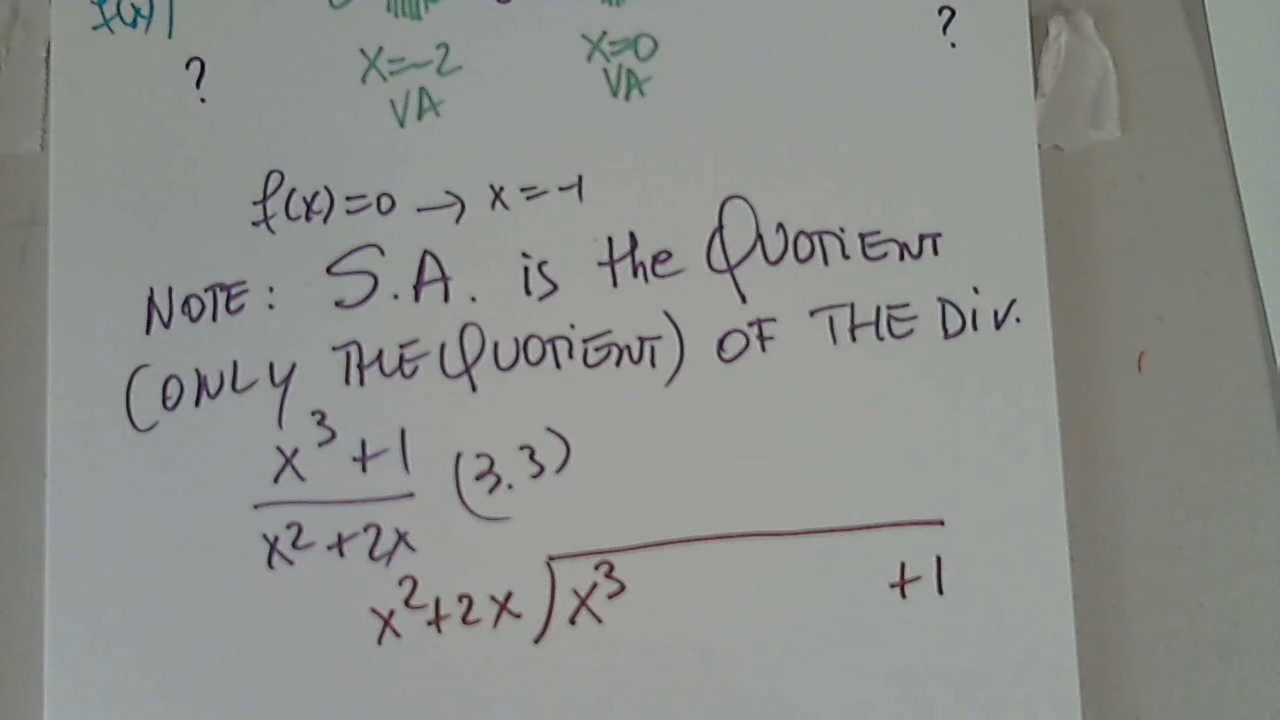 f(x)
? ?
x=-2 x=0
VA VA
f(x)=0 → x=-1
NOTE: S.A. is the QUOTiENT
(ONLY THE QUOTiENT) OF THE Div.
x³+1 (3.3)
x²+2x
x²+2x)x³ +1